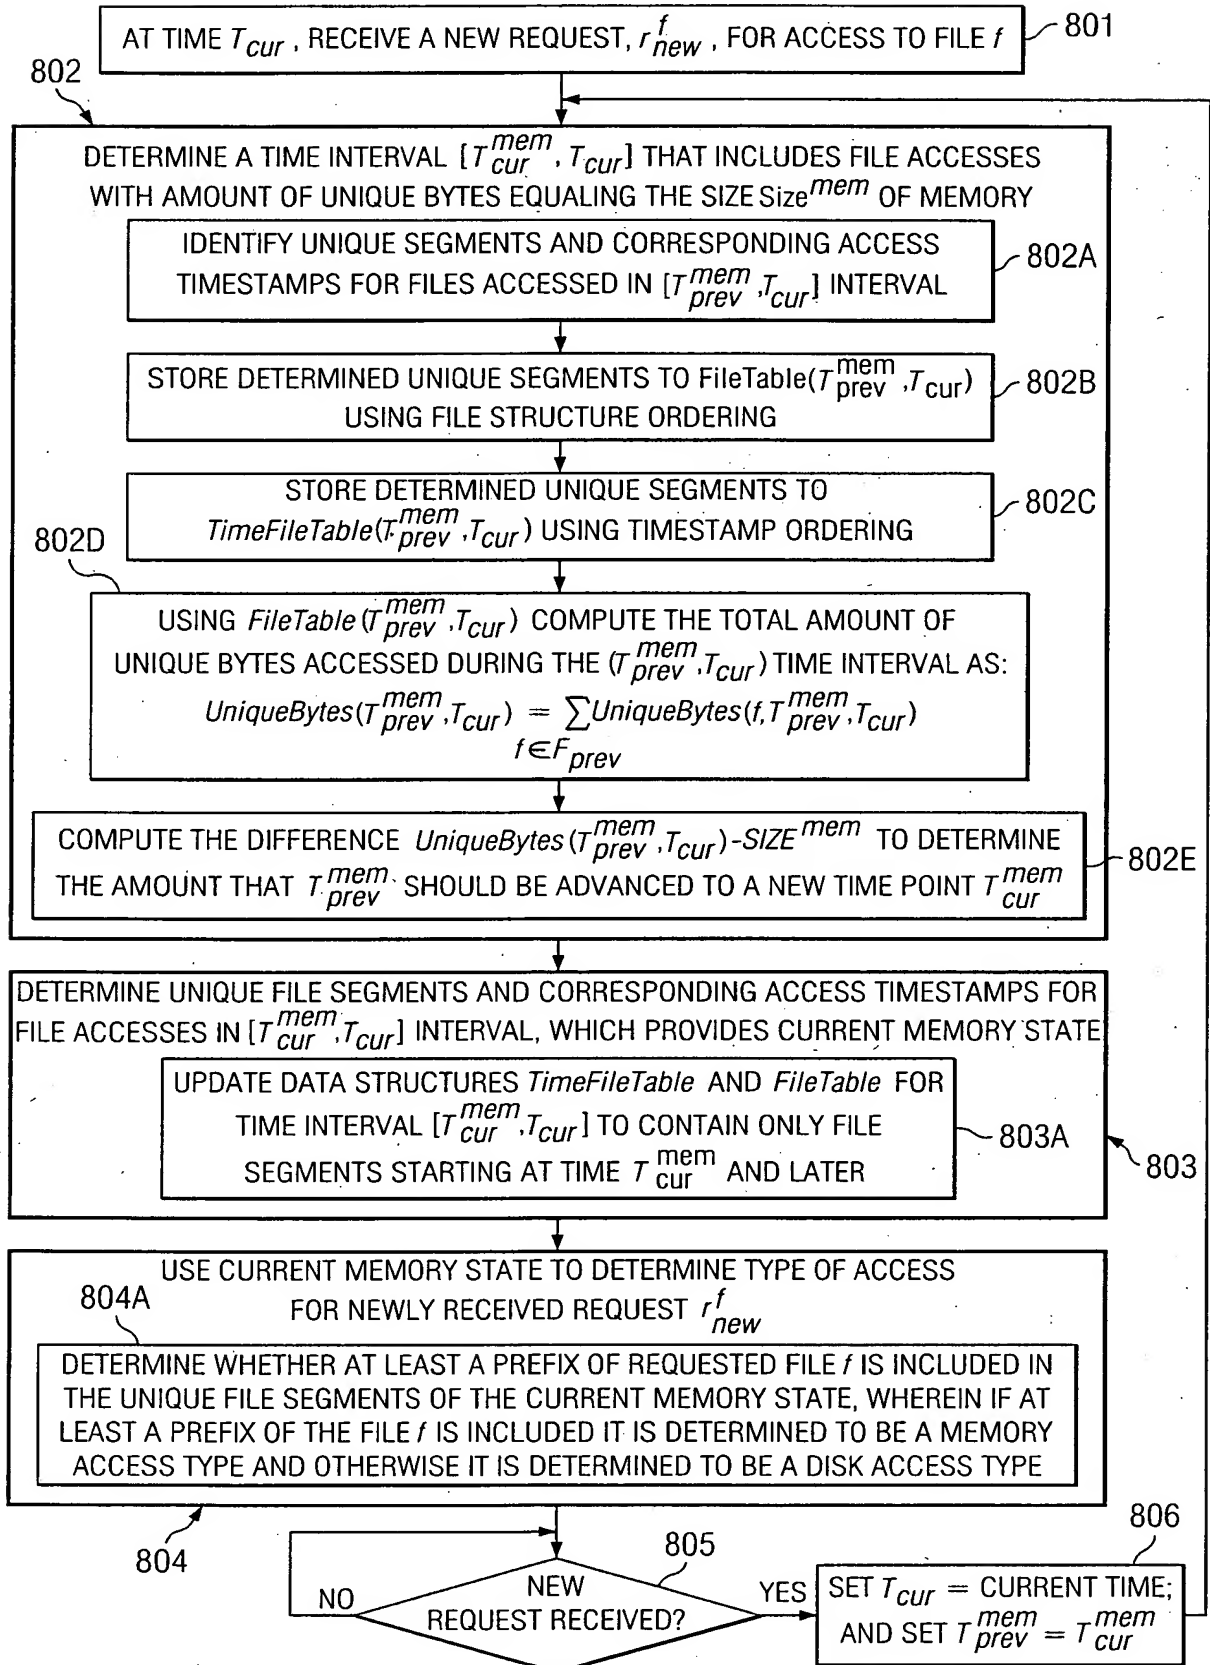 AT TIME T_cur , RECEIVE A NEW REQUEST, r^f_new , FOR ACCESS TO FILE f
801
802
DETERMINE A TIME INTERVAL [T^mem_cur , T_cur] THAT INCLUDES FILE ACCESSES
WITH AMOUNT OF UNIQUE BYTES EQUALING THE SIZE Size^mem OF MEMORY
IDENTIFY UNIQUE SEGMENTS AND CORRESPONDING ACCESS
TIMESTAMPS FOR FILES ACCESSED IN [T^mem_prev ,T_cur] INTERVAL
802A
STORE DETERMINED UNIQUE SEGMENTS TO FileTable(T^mem_prev ,T_cur)
USING FILE STRUCTURE ORDERING
802B
STORE DETERMINED UNIQUE SEGMENTS TO
TimeFileTable(T^mem_prev ,T_cur) USING TIMESTAMP ORDERING
802C
802D
USING FileTable(T^mem_prev ,T_cur) COMPUTE THE TOTAL AMOUNT OF
UNIQUE BYTES ACCESSED DURING THE (T^mem_prev ,T_cur) TIME INTERVAL AS:
UniqueBytes(T^mem_prev ,T_cur) = ∑UniqueBytes(f,T^mem_prev ,T_cur)
f∈F_prev
COMPUTE THE DIFFERENCE UniqueBytes(T^mem_prev ,T_cur)-SIZE^mem TO DETERMINE
THE AMOUNT THAT T^mem_prev SHOULD BE ADVANCED TO A NEW TIME POINT T^mem_cur
802E
DETERMINE UNIQUE FILE SEGMENTS AND CORRESPONDING ACCESS TIMESTAMPS FOR
FILE ACCESSES IN [T^mem_cur ,T_cur] INTERVAL, WHICH PROVIDES CURRENT MEMORY STATE
UPDATE DATA STRUCTURES TimeFileTable AND FileTable FOR
TIME INTERVAL [T^mem_cur ,T_cur] TO CONTAIN ONLY FILE
SEGMENTS STARTING AT TIME T^mem_cur AND LATER
803A
803
USE CURRENT MEMORY STATE TO DETERMINE TYPE OF ACCESS
FOR NEWLY RECEIVED REQUEST r^f_new
804A
DETERMINE WHETHER AT LEAST A PREFIX OF REQUESTED FILE f IS INCLUDED IN
THE UNIQUE FILE SEGMENTS OF THE CURRENT MEMORY STATE, WHEREIN IF AT
LEAST A PREFIX OF THE FILE f IS INCLUDED IT IS DETERMINED TO BE A MEMORY
ACCESS TYPE AND OTHERWISE IT IS DETERMINED TO BE A DISK ACCESS TYPE
804
805
NEW
REQUEST RECEIVED?
NO
YES
806
SET T_cur = CURRENT TIME;
AND SET T^mem_prev = T^mem_cur